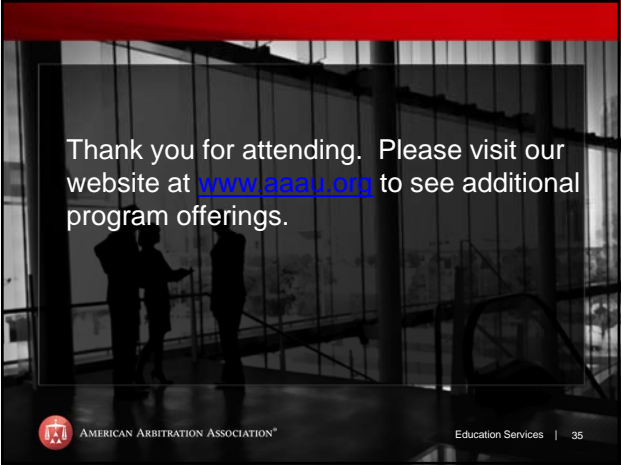 Thank you for attending.  Please visit our
website at www.aaau.org to see additional
program offerings.
AMERICAN ARBITRATION ASSOCIATION®
Education Services | 35